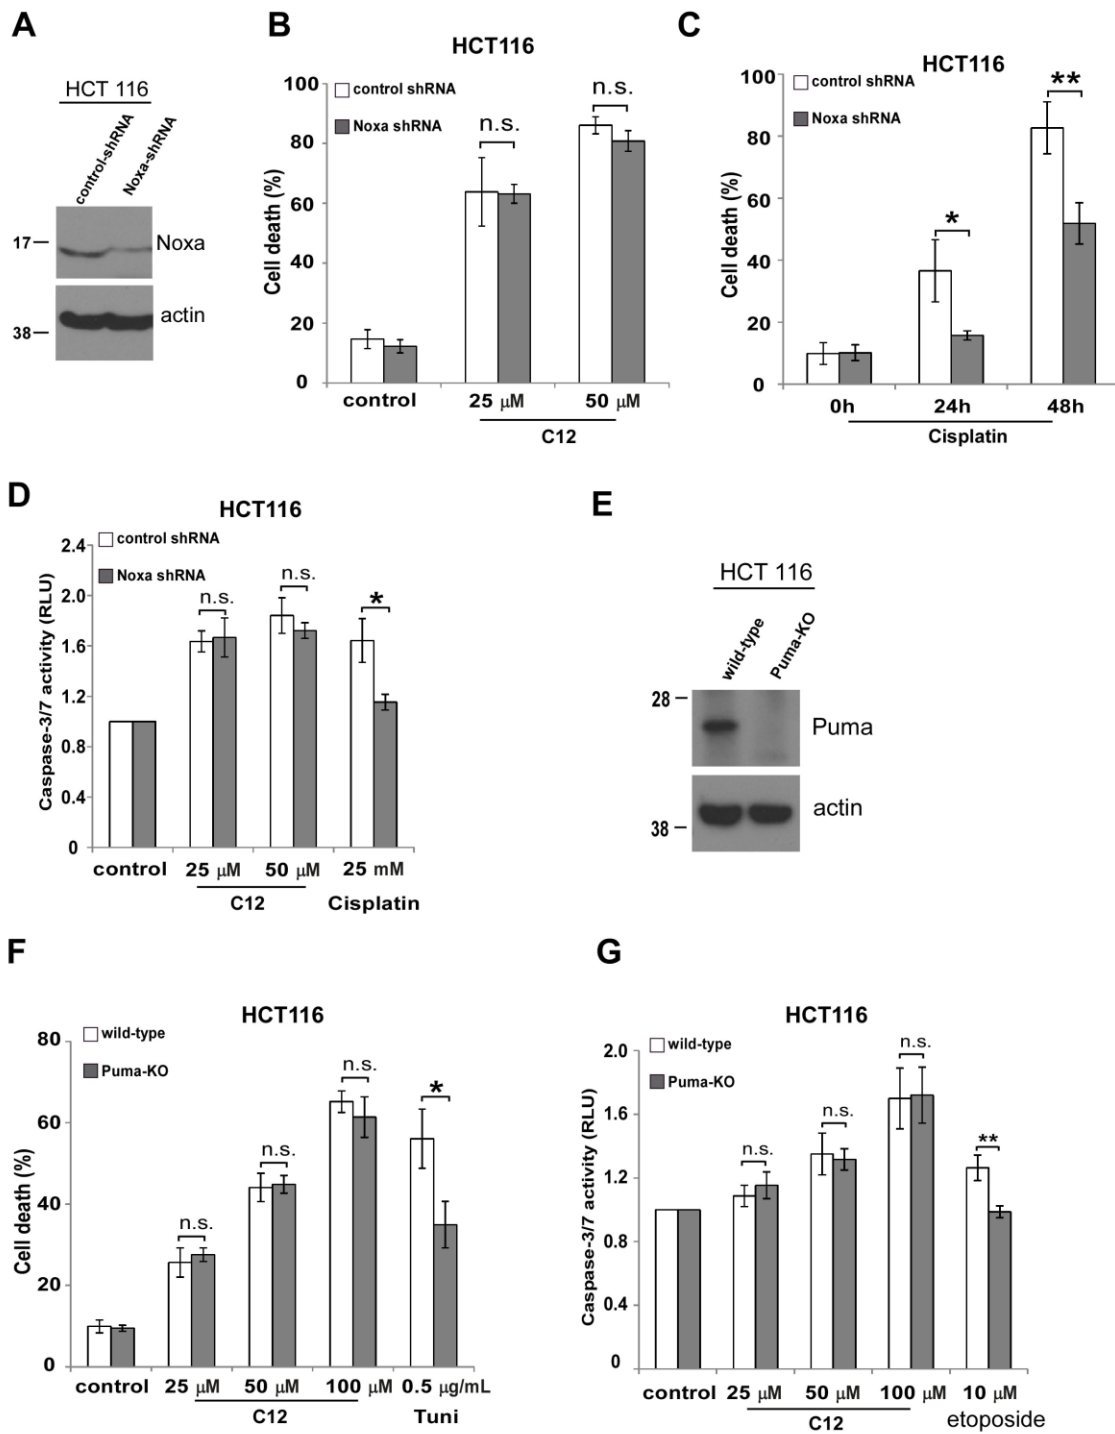 A
HCT 116
control-shRNA
Noxa-shRNA
17
Noxa
38
actin
B
HCT116
control shRNA
Noxa shRNA
Cell death (%)
100
80
60
40
20
0
n.s.
n.s.
control
25 μM
50 μM
C12
C
HCT116
control shRNA
Noxa shRNA
Cell death (%)
100
80
60
40
20
0
*
**
0h
24h
48h
Cisplatin
D
HCT116
control shRNA
Noxa shRNA
Caspase-3/7 activity (RLU)
2.4
2.0
1.6
1.2
0.8
0.4
0
n.s.
n.s.
*
control
25 μM
50 μM
25 mM
C12
Cisplatin
E
HCT 116
wild-type
Puma-KO
28
Puma
actin
38
F
HCT116
wild-type
Puma-KO
Cell death (%)
80
60
40
20
0
n.s.
n.s.
n.s.
*
control
25 μM
50 μM
100 μM
0.5 μg/mL
C12
Tuni
G
HCT116
wild-type
Puma-KO
Caspase-3/7 activity (RLU)
2.0
1.6
1.2
0.8
0.4
0
n.s.
n.s.
n.s.
**
control
25 μM
50 μM
100 μM
10 μM
C12
etoposide